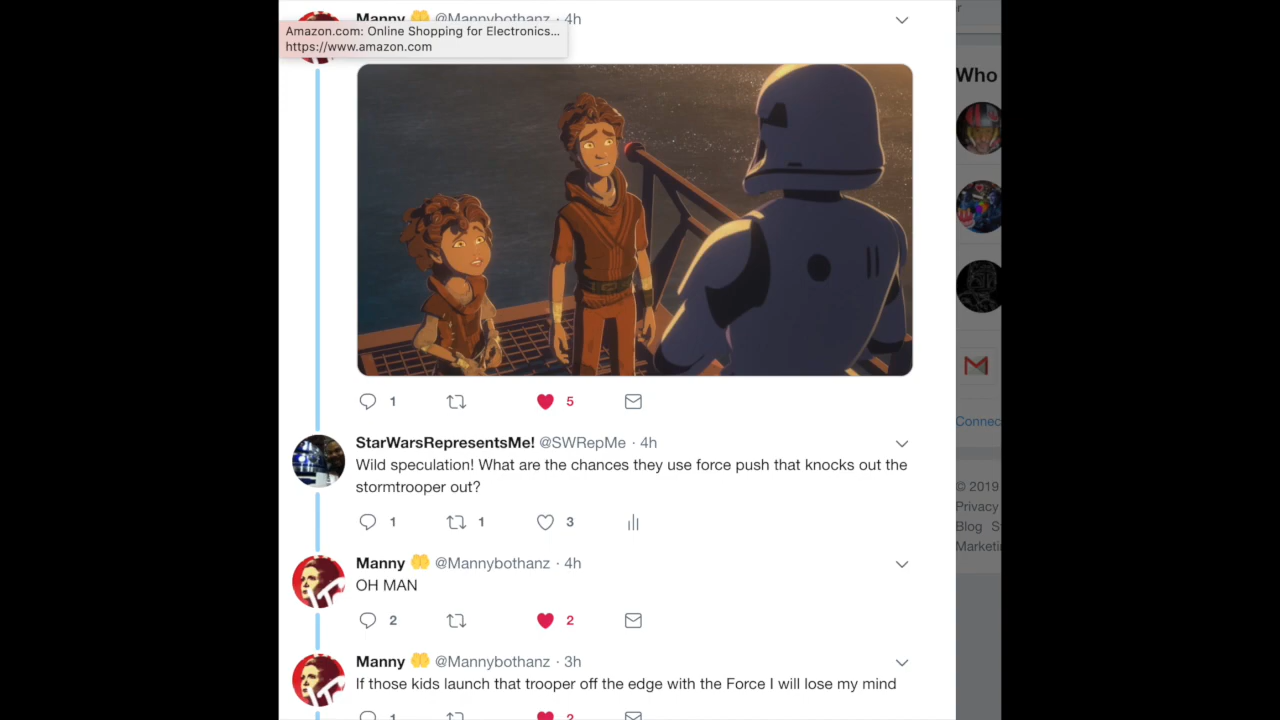 Manny @Mannybothanz · 4h
Amazon.com: Online Shopping for Electronics...
https://www.amazon.com
1
5
StarWarsRepresentsMe! @SWRepMe · 4h
Wild speculation! What are the chances they use force push that knocks out the
stormtrooper out?
1 1 3
Manny @Mannybothanz · 4h
OH MAN
2 2
Manny @Mannybothanz · 3h
If those kids launch that trooper off the edge with the Force I will lose my mind
1 2
Who
Connec
© 2019
Privacy
Blog S
Marketi